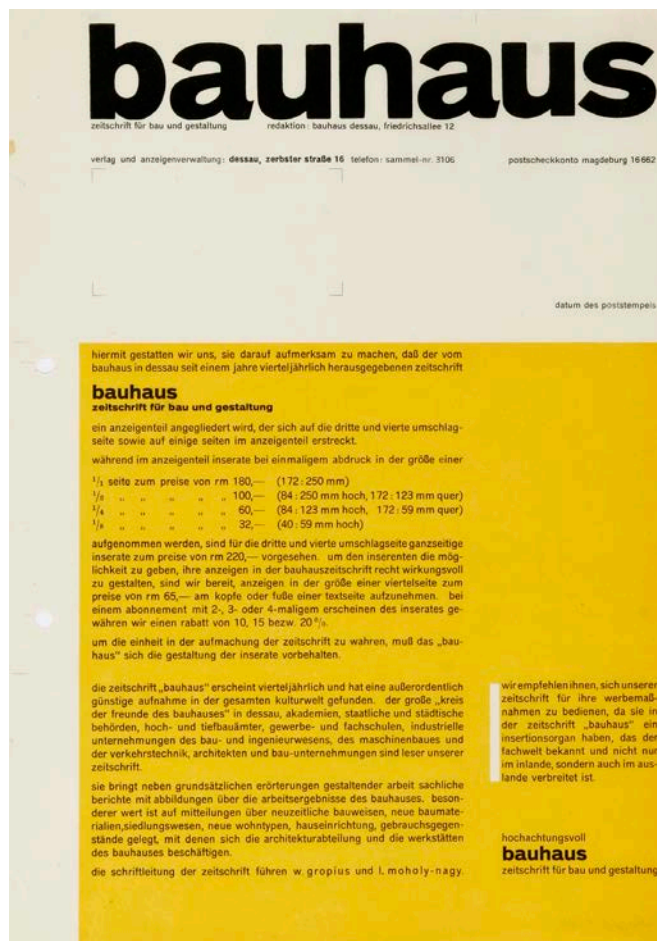 bauhaus
zeitschrift für bau und gestaltung redaktion: bauhaus dessau, friedrichsallee 12
verlag und anzeigenverwaltung: dessau, zerbster straße 16 telefon: sammel-nr. 3106 postscheckkonto magdeburg 16662
datum des poststempels
hiermit gestatten wir uns, sie darauf aufmerksam zu machen, daß der vom
bauhaus in dessau seit einem jahre vierteljährlich herausgegebenen zeitschrift
bauhaus
zeitschrift für bau und gestaltung
ein anzeigenteil angegliedert wird, der sich auf die dritte und vierte umschlag-
seite sowie auf einige seiten im anzeigenteil erstreckt.
während im anzeigenteil inserate bei einmaligem abdruck in der größe einer
1/1 seite zum preise von rm 180,— (172 : 250 mm)
1/2 „ „ „ „ „ 100,— (84 : 250 mm hoch, 172 : 123 mm quer)
1/4 „ „ „ „ „ 60,— (84 : 123 mm hoch, 172 : 59 mm quer)
1/8 „ „ „ „ „ 32,— (40 : 59 mm hoch)
aufgenommen werden, sind für die dritte und vierte umschlagseite ganzseitige
inserate zum preise von rm 220,— vorgesehen. um den inserenten die mög-
lichkeit zu geben, ihre anzeigen in der bauhauszeitschrift recht wirkungsvoll
zu gestalten, sind wir bereit, anzeigen in der größe einer viertelseite zum
preise von rm 65,— am kopfe oder fuße einer textseite aufzunehmen. bei
einem abonnement mit 2-, 3- oder 4-maligem erscheinen des inserates ge-
währen wir einen rabatt von 10, 15 bezw. 20 %.
um die einheit in der aufmachung der zeitschrift zu wahren, muß das „bau-
haus" sich die gestaltung der inserate vorbehalten.
die zeitschrift „bauhaus" erscheint vierteljährlich und hat eine außerordentlich
günstige aufnahme in der gesamten kulturwelt gefunden. der große „kreis
der freunde des bauhauses" in dessau, akademien, staatliche und städtische
behörden, hoch- und tiefbauämter, gewerbe- und fachschulen, industrielle
unternehmungen des bau- und ingenieurwesens, des maschinenbaues und
der verkehrstechnik, architekten und bau-unternehmungen sind leser unserer
zeitschrift.
sie bringt neben grundsätzlichen erörterungen gestaltender arbeit sachliche
berichte mit abbildungen über die arbeitsergebnisse des bauhauses. beson-
derer wert ist auf mitteilungen über neuzeitliche bauweisen, neue baumate-
rialien,siedlungswesen, neue wohntypen, hauseinrichtung, gebrauchsgegen-
stände gelegt, mit denen sich die architekturabteilung und die werkstätten
des bauhauses beschäftigen.
die schriftleitung der zeitschrift führen w. gropius und l. moholy-nagy.
wir empfehlen ihnen, sich unserer
zeitschrift für ihre werbemaß-
nahmen zu bedienen, da sie in
der zeitschrift „bauhaus" ein
insertionsorgan haben, das der
fachwelt bekannt und nicht nur
im inlande, sondern auch im aus-
lande verbreitet ist.
hochachtungsvoll
bauhaus
zeitschrift für bau und gestaltung